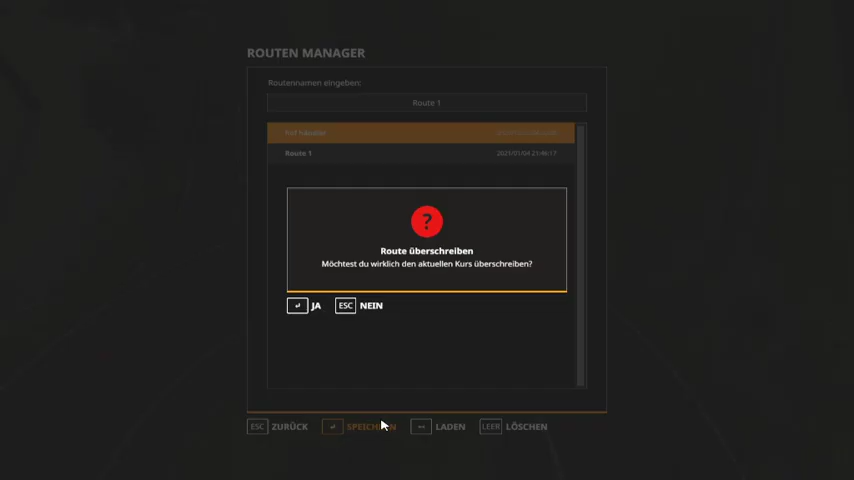 ROUTEN MANAGER
Routennamen eingeben:
Route 1
Route 1 2021/01/04 21:46:17
?
Route überschreiben
Möchtest du wirklich den aktuellen Kurs überschreiben?
JA ESC NEIN
ESC ZURÜCK SPEICHERN LADEN LEER LÖSCHEN